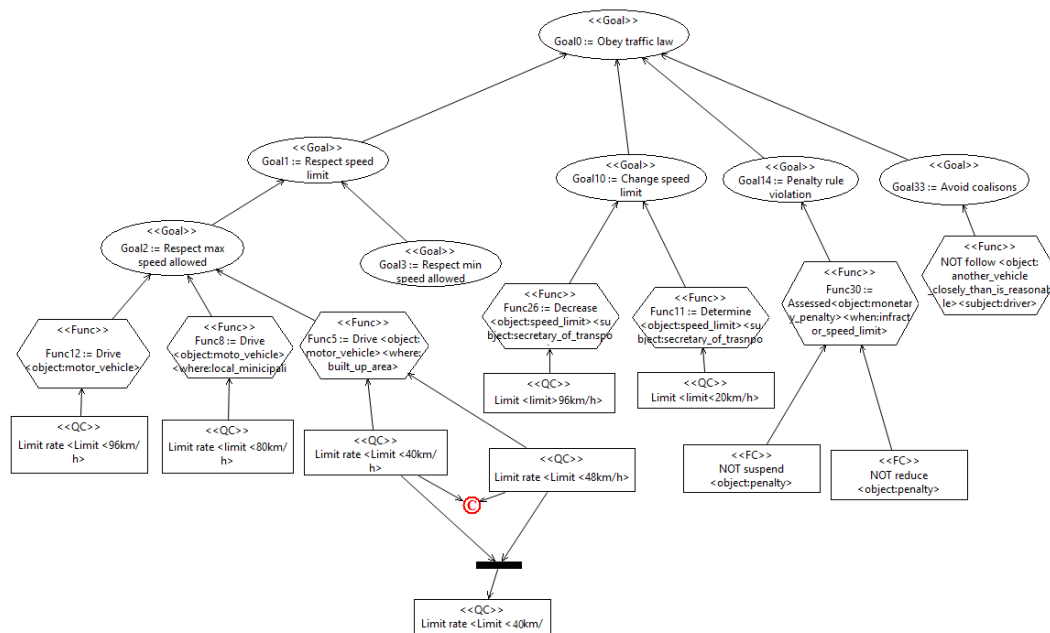 <<Goal>>
Goal0 := Obey traffic law
<<Goal>>
Goal1 := Respect speed
limit
<<Goal>>
Goal10 := Change speed
limit
<<Goal>>
Goal14 := Penalty rule
violation
<<Goal>>
Goal33 := Avoid coalisons
<<Goal>>
Goal2 := Respect max
speed allowed
<<Goal>>
Goal3 := Respect min
speed allowed
<<Func>>
NOT follow <object:
another_vehicle
_closely_than_is_reasonab
le> <subject:driver>
<<Func>>
Func30 :=
Assessed<object:monetar
y_penalty> <when:infract
or_speed_limit>
<<Func>>
Func26 := Decrease
<object:speed_limit><su
bject:secretary_of_transpo
.
<<Func>>
Func11 := Determine
<object:speed_limit><su
bject:secretary_of_trasnpo
.
<<Func>>
Func12 := Drive
<object:motor_vehicle>
<<Func>>
Func8 := Drive
<object:moto_vehicle>
<where:local_minicipali
<<Func>>
Func5 := Drive <object:
motor_vehicle> <where:
built_up_area>
<<QC>>
Limit <limit>96km/h>
<<QC>>
Limit <limit<20km/h>
<<QC>>
Limit rate <Limit <96km/
h>
<<QC>>
Limit rate <limit <80km/
h>
<<QC>>
Limit rate <Limit <40km/
h>
<<QC>>
Limit rate <Limit <48km/h>
<<FC>>
NOT suspend
<object:penalty>
<<FC>>
NOT reduce
<object:penalty>
C
<<QC>>
Limit rate <Limit <40km/